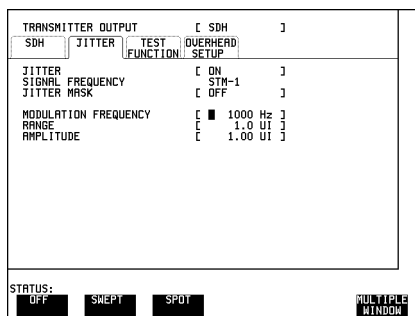 TRANSMITTER OUTPUT [ SDH ]
SDH JITTER TEST FUNCTION OVERHEAD SETUP
JITTER [ ON ]
SIGNAL FREQUENCY STM-1
JITTER MASK [ OFF ]
MODULATION FREQUENCY [ 1000 Hz ]
RANGE [ 1.0 UI ]
AMPLITUDE [ 1.00 UI ]
STATUS:
OFF SWEPT SPOT MULTIPLE WINDOW